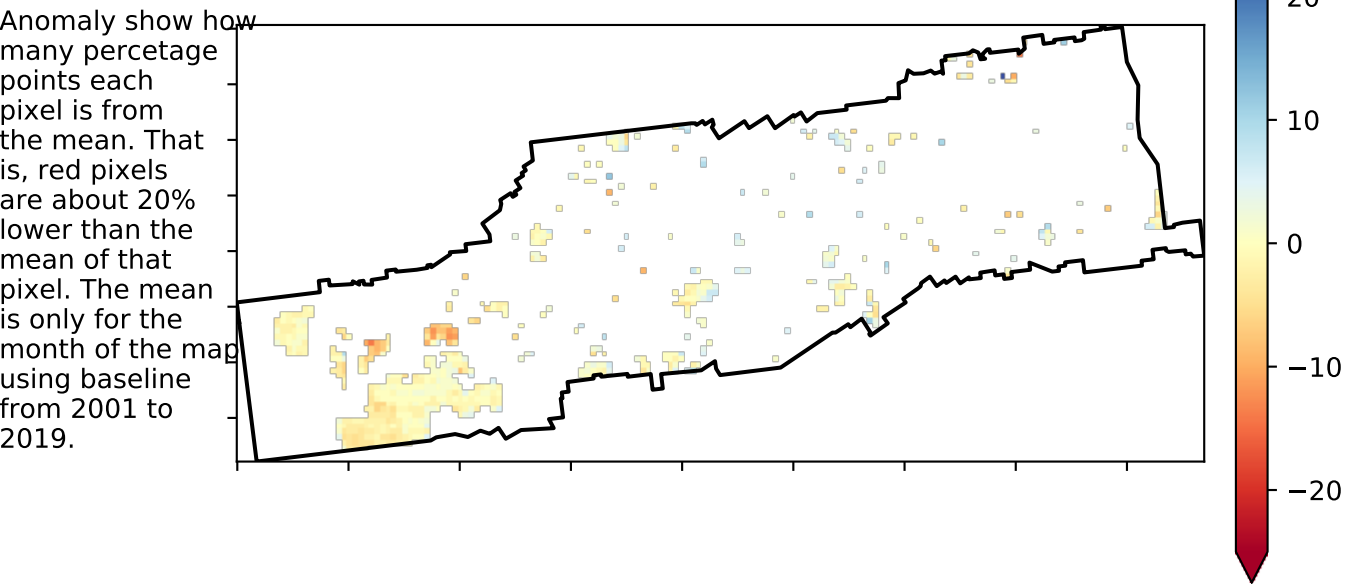 Anomaly show how
many percetage
points each
pixel is from
the mean. That
is, red pixels
are about 20%
lower than the
mean of that
pixel. The mean
is only for the
month of the map
using baseline
from 2001 to
2019.
20
10
0
−10
−20